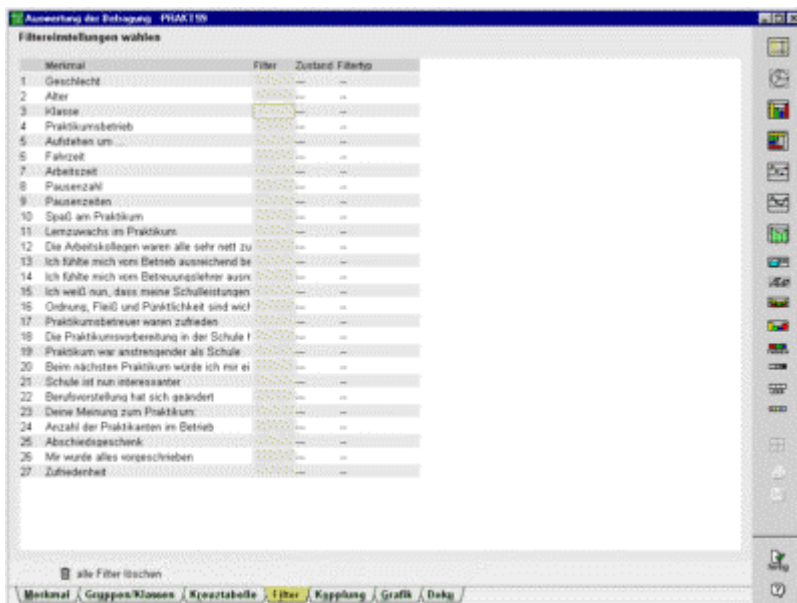 Auswertung der Befragung PRAKT99
Filtereinstellungen wählen
Merkmal Filter Zustand Filtertyp
1 Geschlecht --- --
2 Alter --- --
3 Klasse --- --
4 Praktikumsbetrieb --- --
5 Aufstehen um ... --- --
6 Fahrzeit --- --
7 Arbeitszeit --- --
8 Pausenzahl --- --
9 Pausenzeiten --- --
10 Spaß am Praktikum --- --
11 Lernzuwachs im Praktikum --- --
12 Die Arbeitskollegen waren alle sehr nett zu --- --
13 Ich fühlte mich vom Betrieb ausreichend be --- --
14 Ich fühlte mich vom Betreuungslehrer ausre --- --
15 Ich weiß nun, dass meine Schulleistungen --- --
16 Ordnung, Fleiß und Pünktlichkeit sind wich --- --
17 Praktikumsbetreuer waren zufrieden --- --
18 Die Praktikumsvorbereitung in der Schule --- --
19 Praktikum war anstrengender als Schule --- --
20 Beim nächsten Praktikum würde ich mir ei --- --
21 Schule ist nun interessanter --- --
22 Berufsvorstellung hat sich geändert --- --
23 Deine Meinung zum Praktikum: --- --
24 Anzahl der Praktikanten im Betrieb --- --
25 Abschiedsgeschenk --- --
26 Mir wurde alles vorgeschrieben --- --
27 Zufriedenheit --- --
alle Filter löschen
Merkmal Gruppen/Klassen Kreuztabelle Filter Kopplung Grafik Doku
fertig